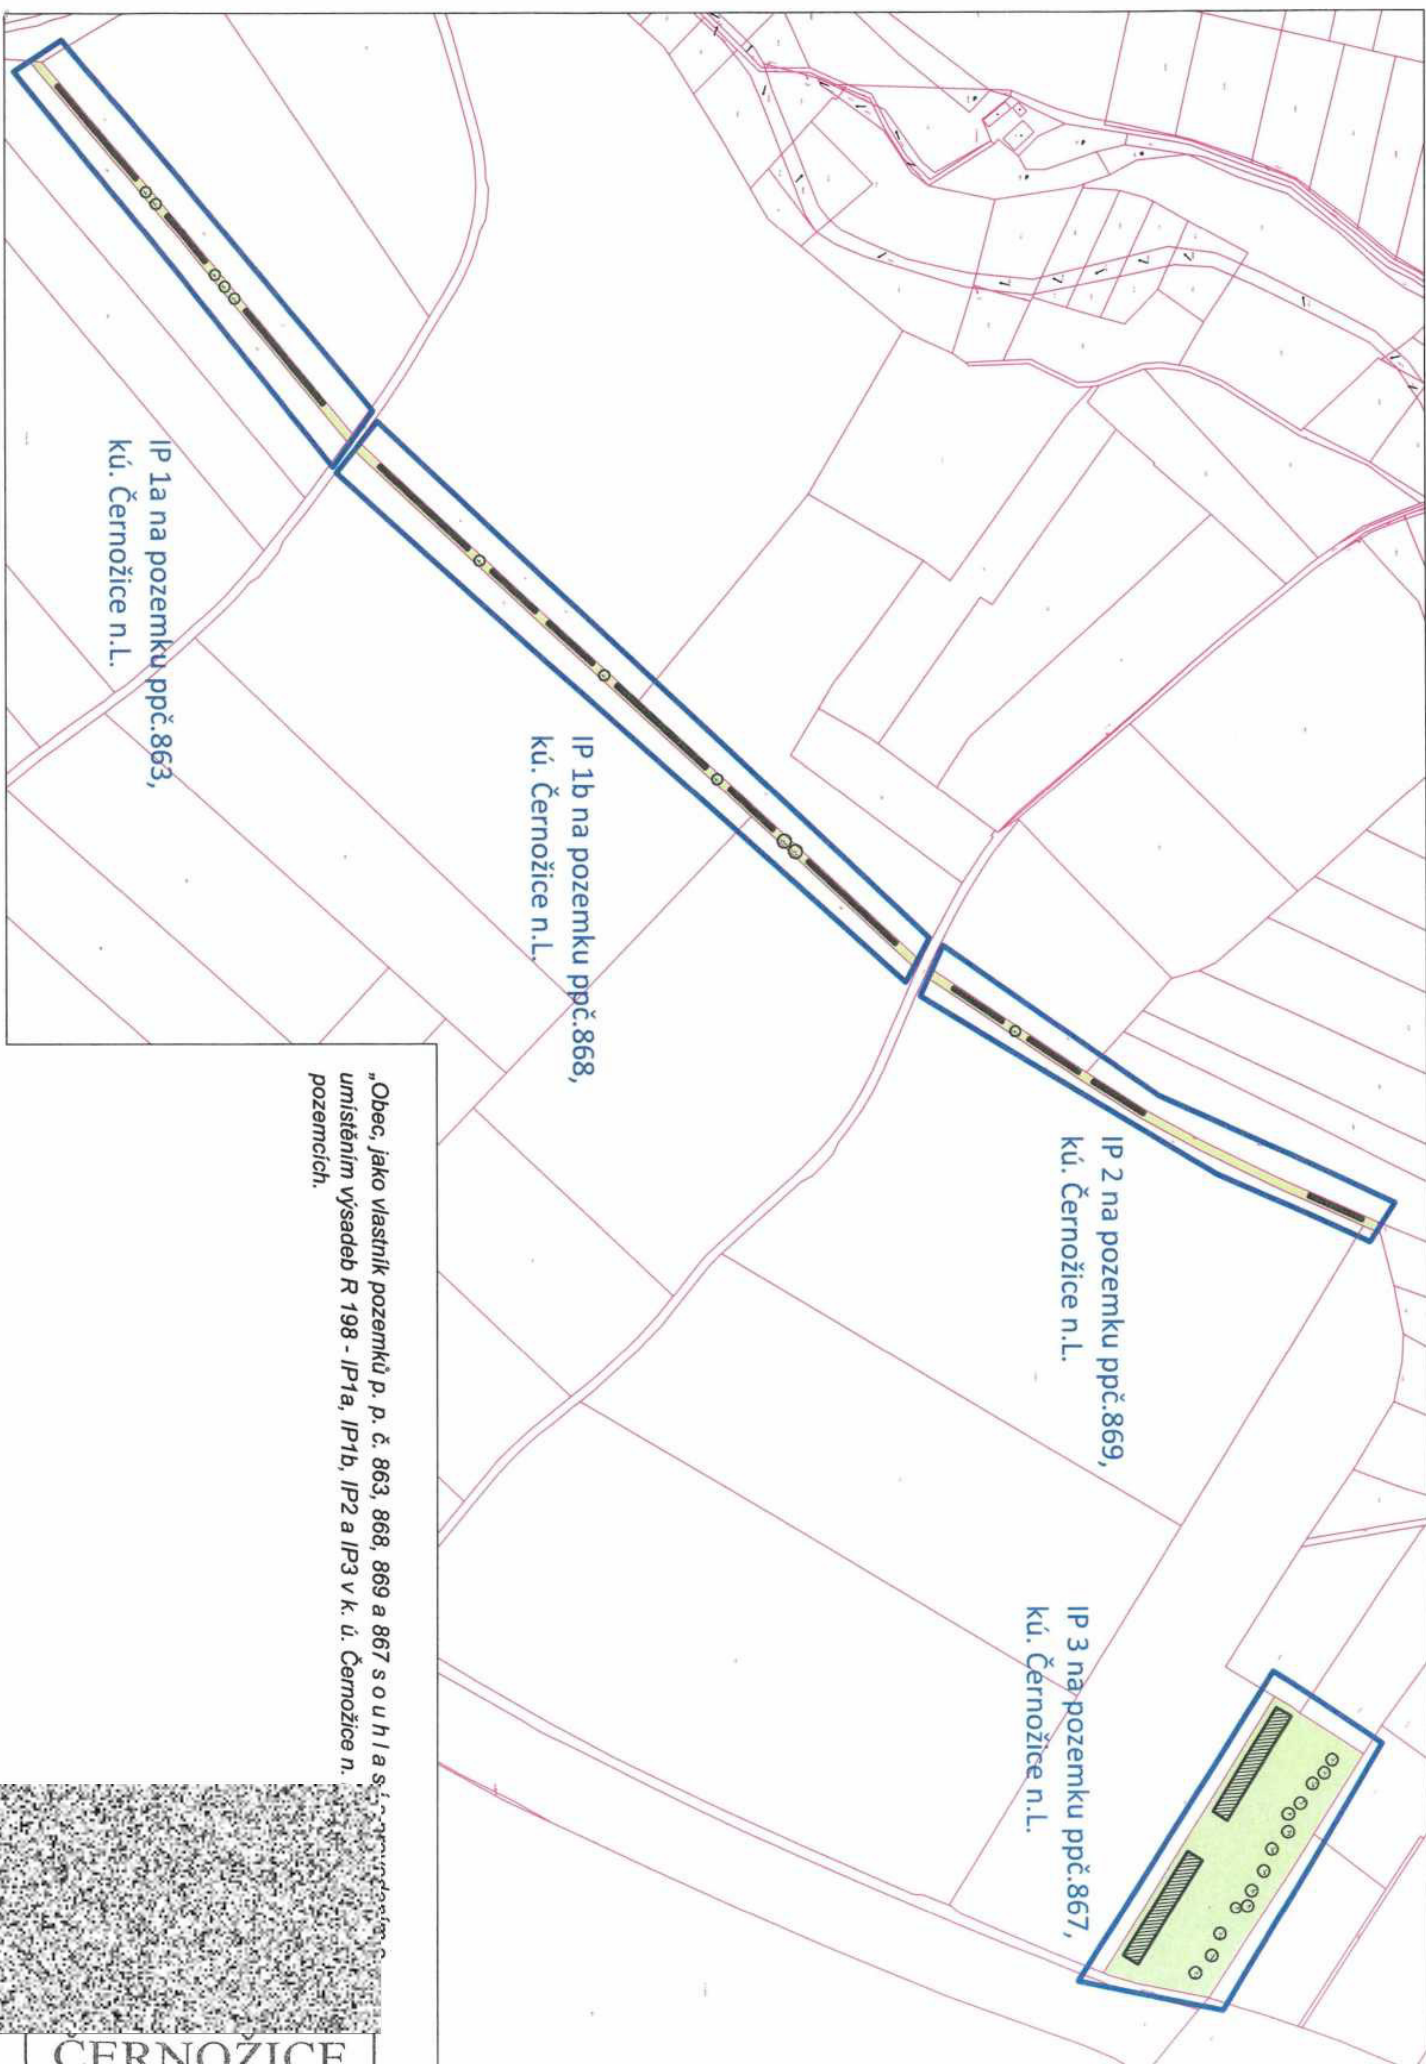 IP 1a na pozemku ppč.863,
kú. Černožice n.L.
IP 1b na pozemku ppč.868,
kú. Černožice n.L.
IP 2 na pozemku ppč.869,
kú. Černožice n.L.
IP 3 na pozemku ppč.867,
kú. Černožice n.L.
„Obec, jako vlastník pozemků p. p. č. 863, 868, 869 a 867 s o u h l a s
umístěním výsadeb R 198 - IP1a, IP1b, IP2 a IP3 v k. ú. Černožice n.
pozemcích.
ČERNOŽICE